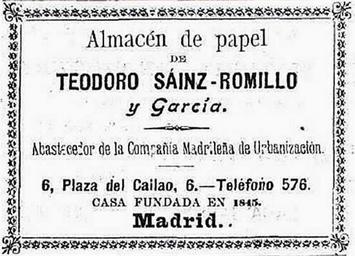 Almacén de papel
DE
TEODORO SÁINZ-ROMILLO
y García.
Abastecedor de la Compañia Madrileña de Urbanización.
6, Plaza del Callao, 6.—Teléfono 576.
CASA FUNDADA EN 1845.
Madrid.